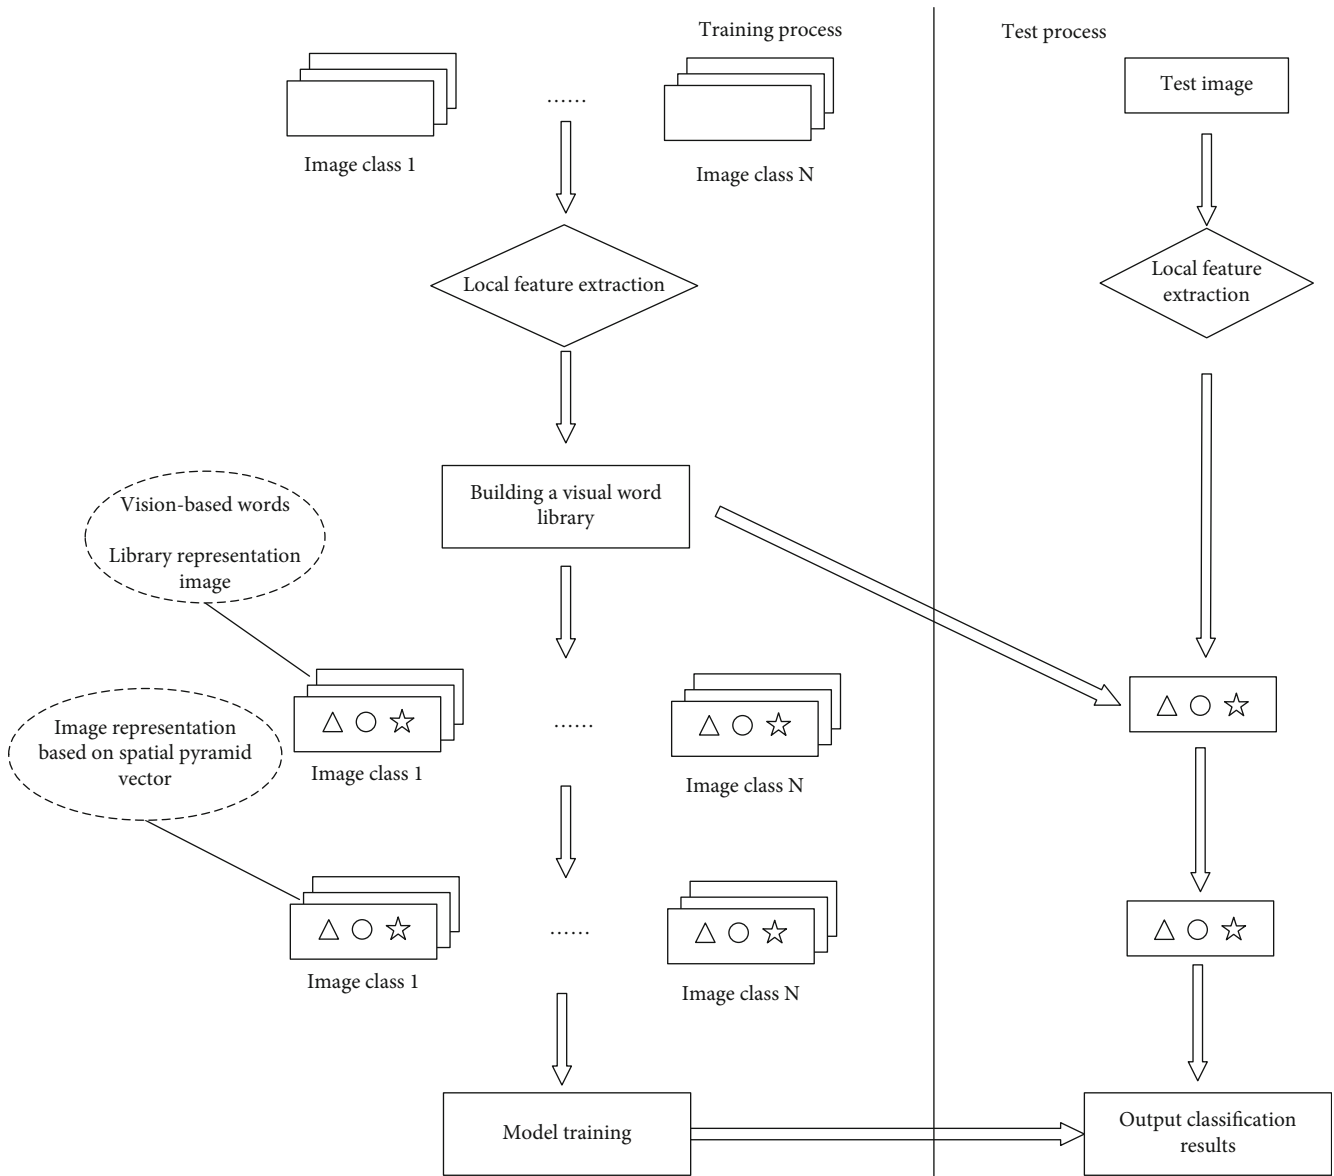 Training process
Test process
Test image
......
Image class 1
Image class N
Local feature extraction
Local feature
extraction
Building a visual word
library
Vision-based words
Library representation
image
......
Image class 1
Image class N
Image representation
based on spatial pyramid
vector
......
Image class 1
Image class N
Model training
Output classification
results